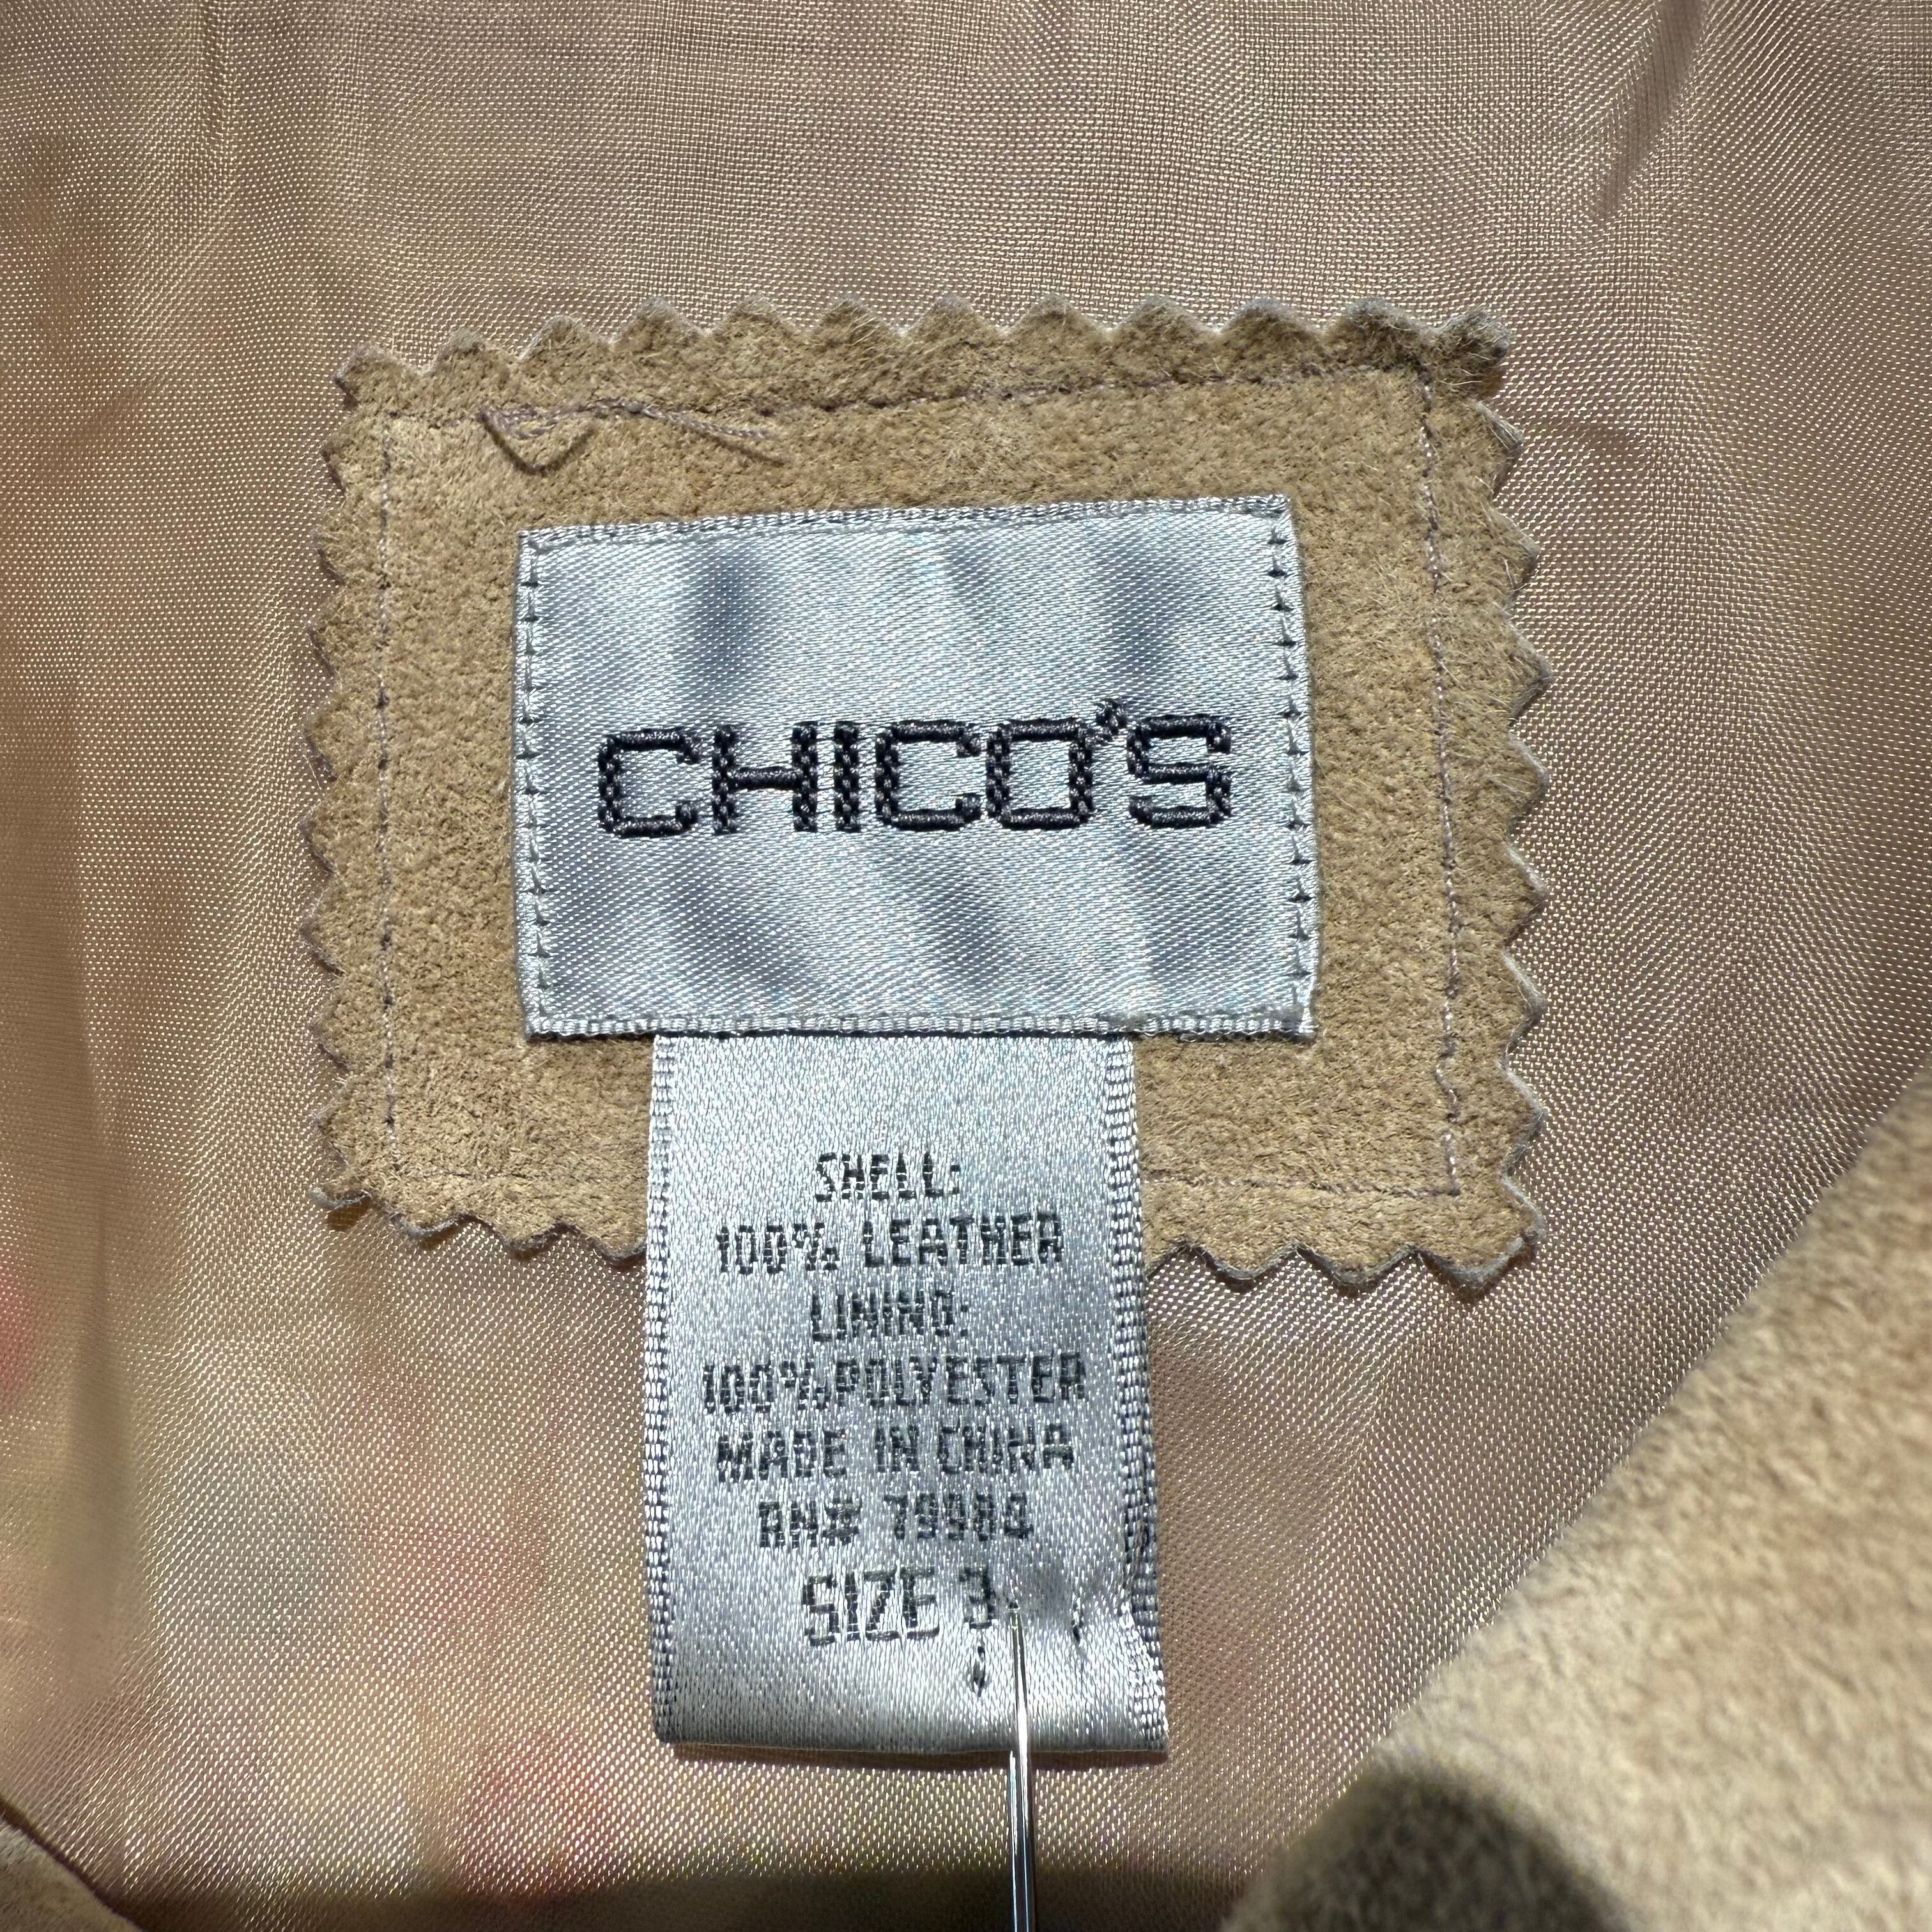 CHICO'S
SHELL:
100% LEATHER
LINING:
100%POLYESTER
MADE IN CHINA
RN# 79984
SIZE 3